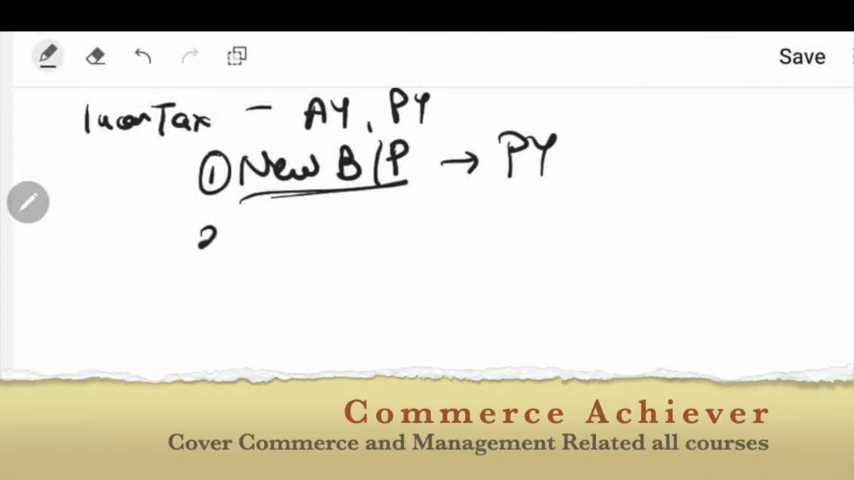 Save
IncomTax - AY, PY
① New B/P → PY
2
Commerce Achiever
Cover Commerce and Management Related all courses